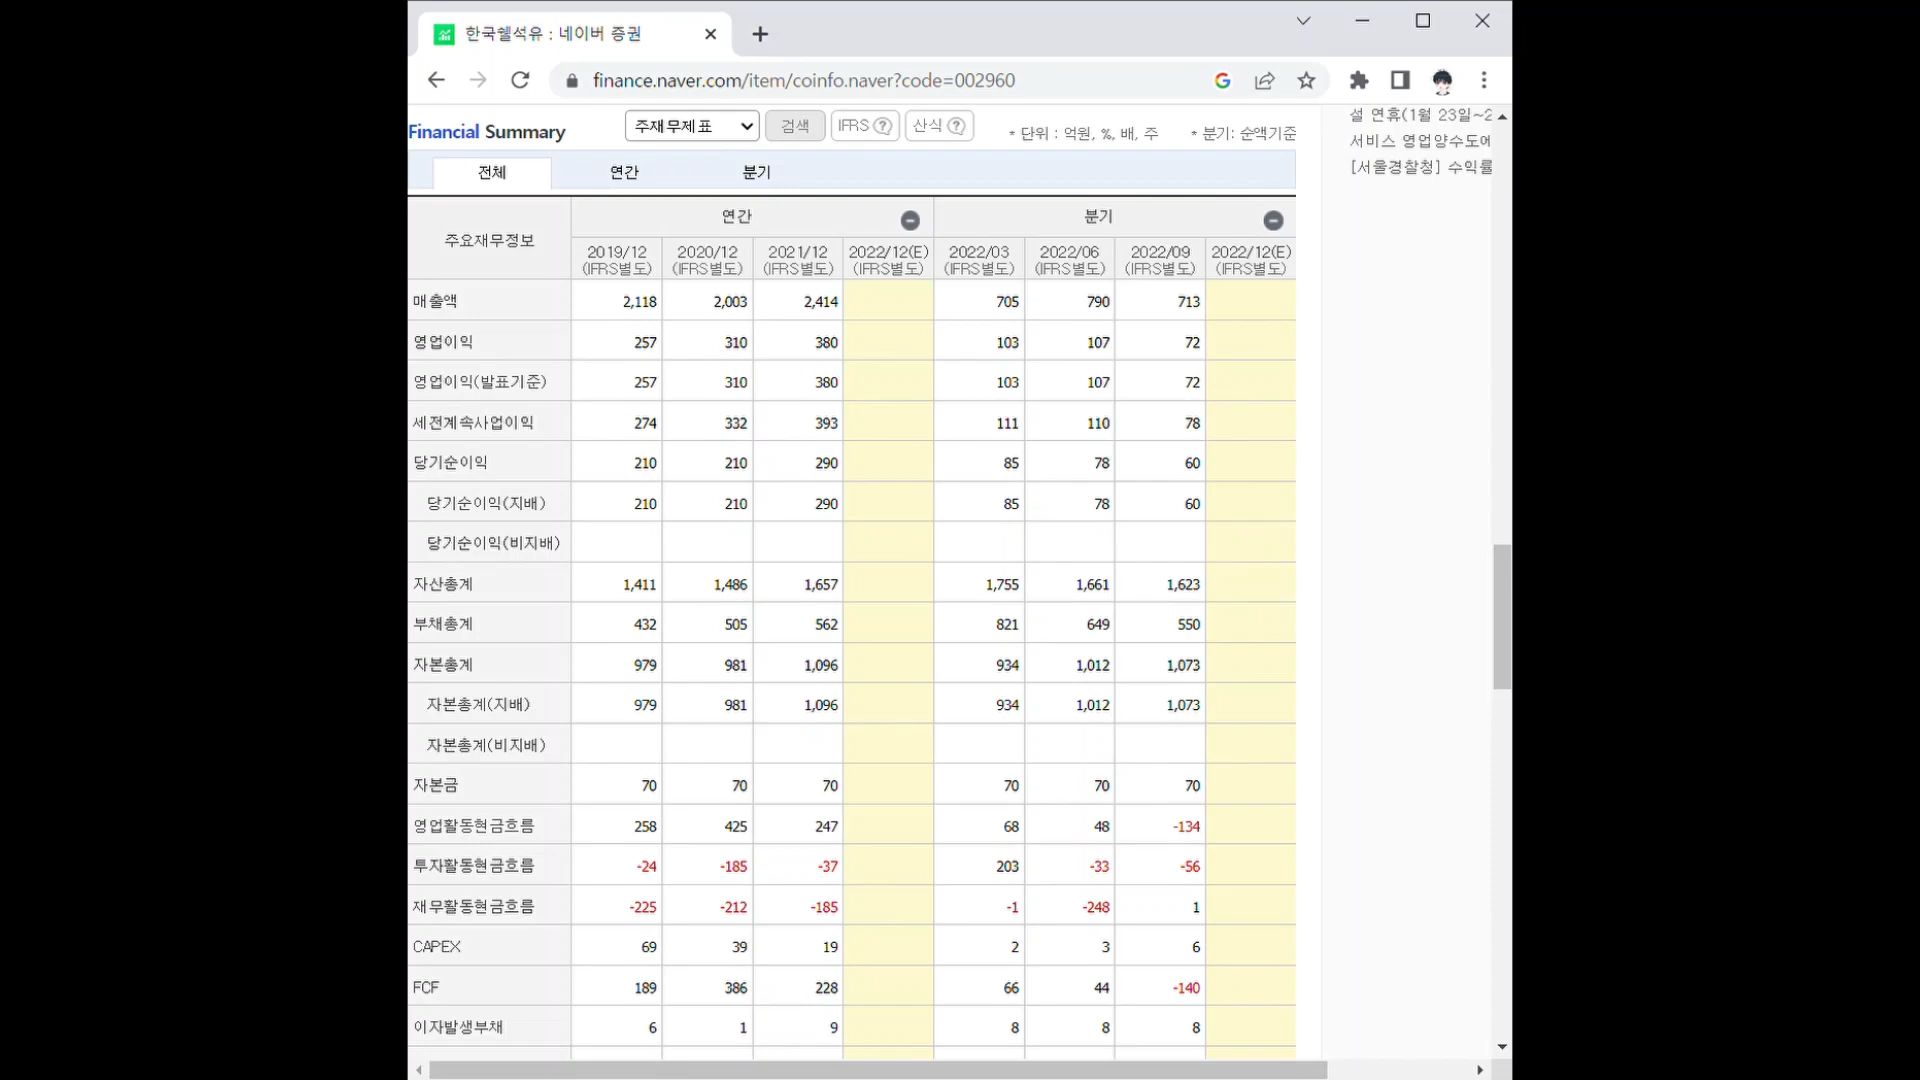 한국쉘석유 : 네이버 증권
finance.naver.com/item/coinfo.naver?code=002960
Financial Summary 주재무제표 검색 IFRS ? 산식 ? * 단위 : 억원, %, 배, 주 * 분기: 순액기준
설 연휴(1월 23일~2
서비스 영업양수도에
[서울경찰청] 수익률
전체 연간 분기
주요재무정보 연간 분기
2019/12 2020/12 2021/12 2022/12(E) 2022/03 2022/06 2022/09 2022/12(E)
(IFRS별도) (IFRS별도) (IFRS별도) (IFRS별도) (IFRS별도) (IFRS별도) (IFRS별도) (IFRS별도)
매출액 2,118 2,003 2,414 705 790 713
영업이익 257 310 380 103 107 72
영업이익(발표기준) 257 310 380 103 107 72
세전계속사업이익 274 332 393 111 110 78
당기순이익 210 210 290 85 78 60
당기순이익(지배) 210 210 290 85 78 60
당기순이익(비지배)
자산총계 1,411 1,486 1,657 1,755 1,661 1,623
부채총계 432 505 562 821 649 550
자본총계 979 981 1,096 934 1,012 1,073
자본총계(지배) 979 981 1,096 934 1,012 1,073
자본총계(비지배)
자본금 70 70 70 70 70 70
영업활동현금흐름 258 425 247 68 48 -134
투자활동현금흐름 -24 -185 -37 203 -33 -56
재무활동현금흐름 -225 -212 -185 -1 -248 1
CAPEX 69 39 19 2 3 6
FCF 189 386 228 66 44 -140
이자발생부채 6 1 9 8 8 8